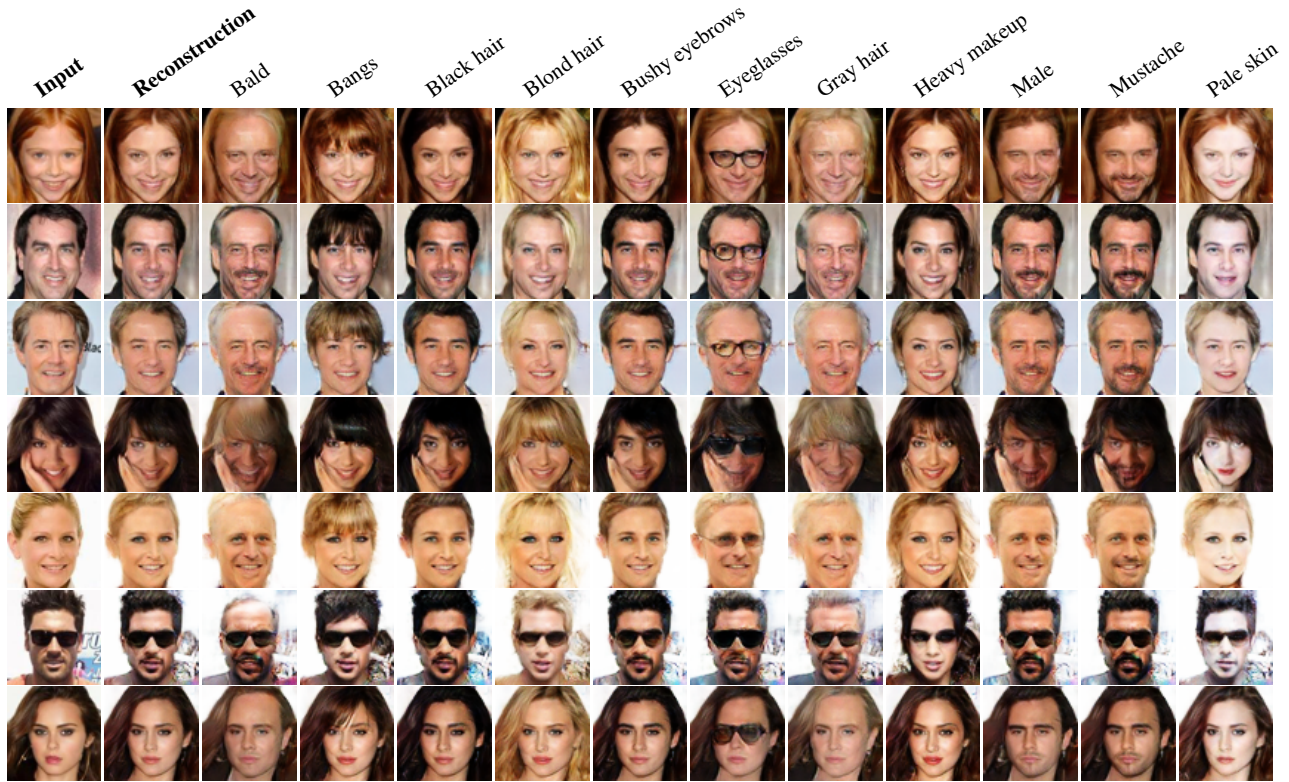 Input
Reconstruction
Bald
Bangs
Black hair
Blond hair
Bushy eyebrows
Eyeglasses
Gray hair
Heavy makeup
Male
Mustache
Pale skin